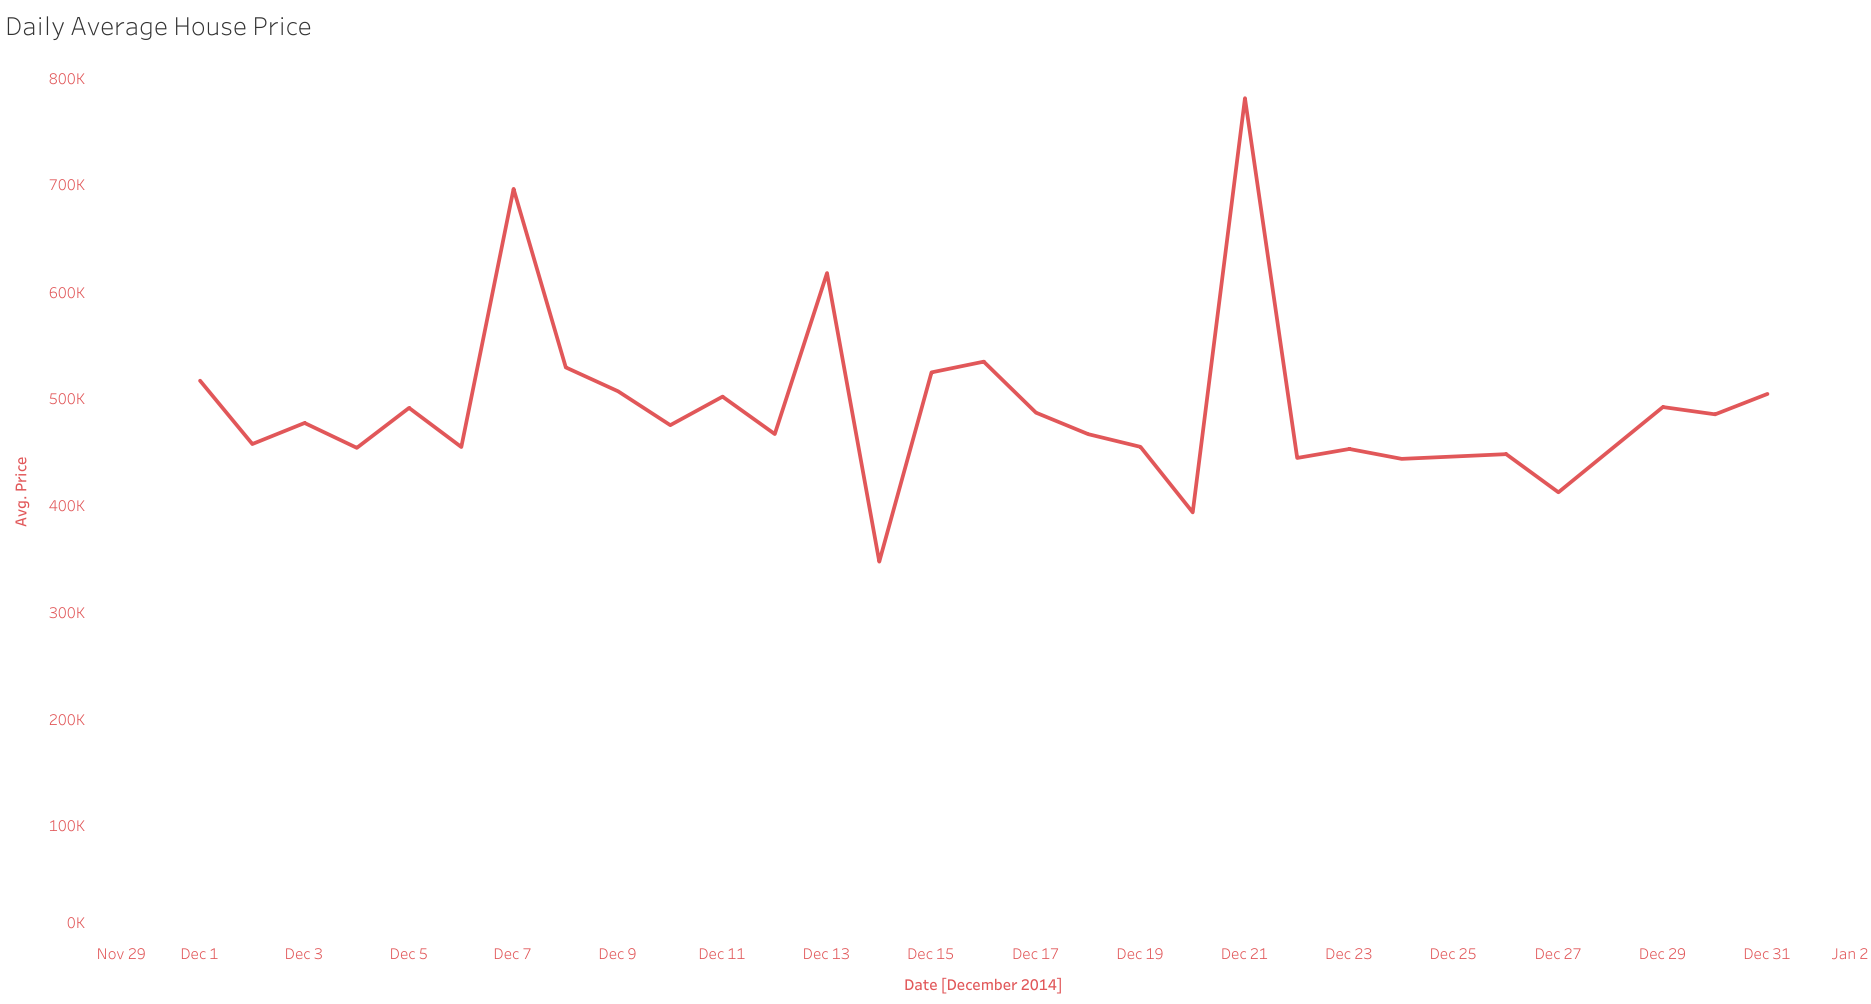 Daily Average House Price
800K
700K
600K
500K
400K
300K
200K
100K
0K
Avg. Price
Nov 29 Dec 1 Dec 3 Dec 5 Dec 7 Dec 9 Dec 11 Dec 13 Dec 15 Dec 17 Dec 19 Dec 21 Dec 23 Dec 25 Dec 27 Dec 29 Dec 31 Jan 2
Date [December 2014]